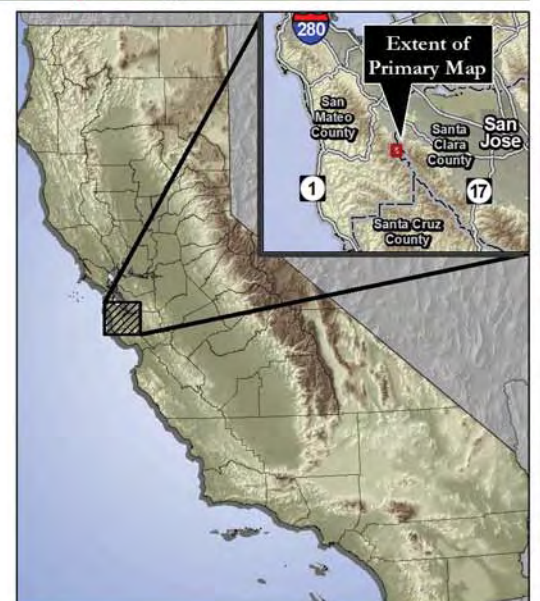 280
Extent of
Primary Map
San
Mateo
County
Santa
Clara
County
San
Jose
1
17
Santa Cruz
County